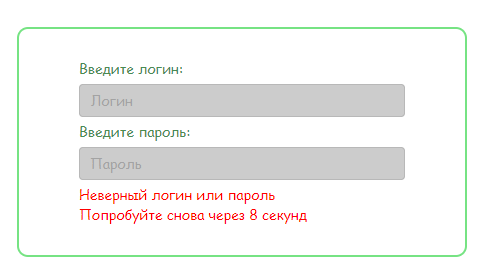 Введите логин:
Логин
Введите пароль:
Пароль
Неверный логин или пароль
Попробуйте снова через 8 секунд